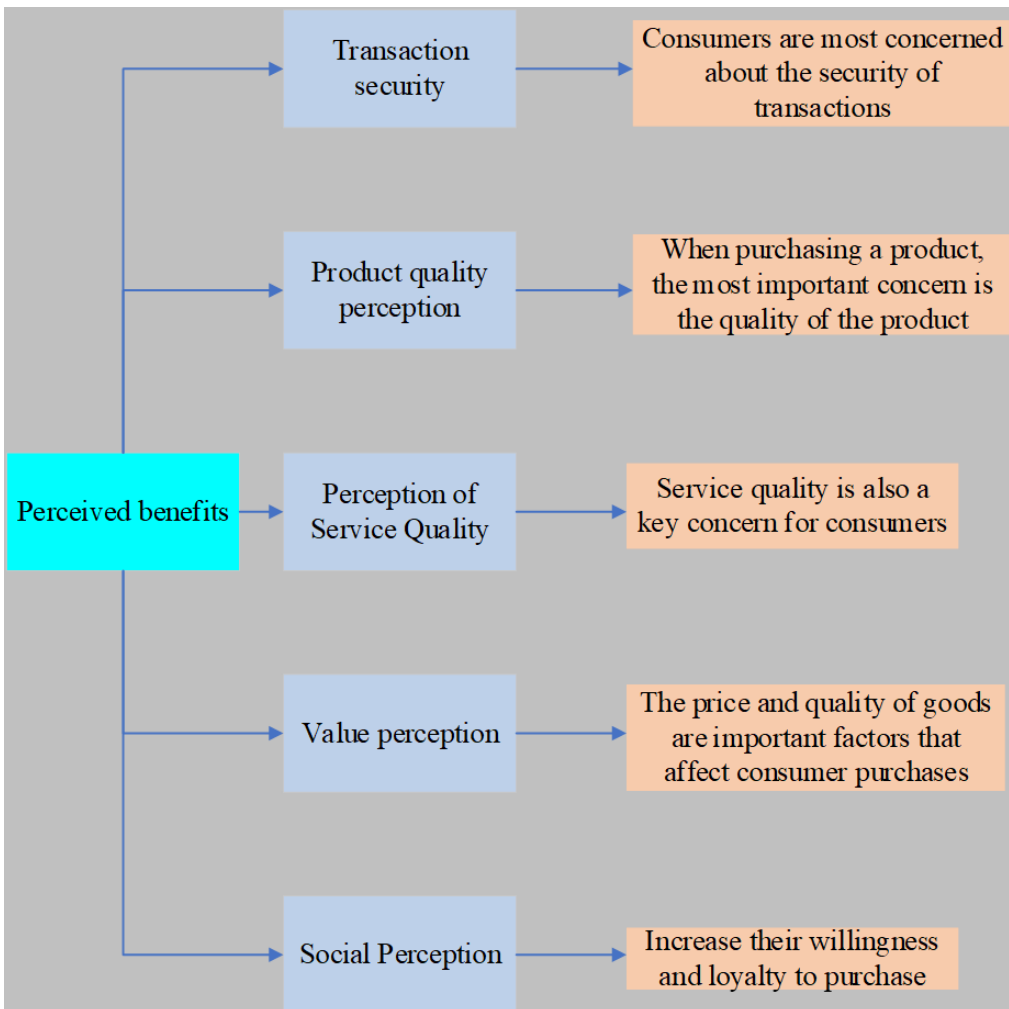 Transaction
security
Consumers are most concerned
about the security of
transactions
Product quality
perception
When purchasing a product,
the most important concern is
the quality of the product
Perceived benefits
Perception of
Service Quality
Service quality is also a
key concern for consumers
Value perception
The price and quality of goods
are important factors that
affect consumer purchases
Social Perception
Increase their willingness
and loyalty to purchase